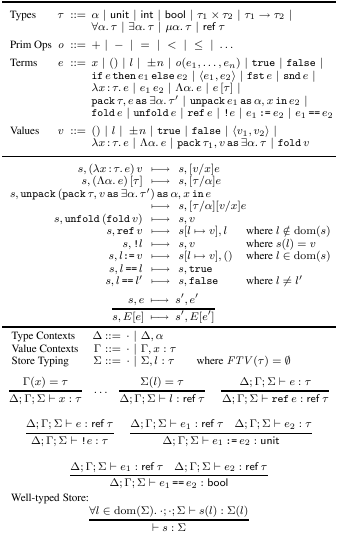 Types τ ::= α | unit | int | bool | τ₁ × τ₂ | τ₁ → τ₂ |
∀α. τ | ∃α. τ | μα. τ | ref τ
Prim Ops o ::= + | − | = | < | ≤ | …
Terms e ::= x | () | l | ±n | o(e₁,…,eₙ) | true | false |
if e then e₁ else e₂ | ⟨e₁, e₂⟩ | fst e | snd e |
λx : τ. e | e₁ e₂ | Λα. e | e [τ] |
pack τ, e as ∃α. τ′ | unpack e₁ as α, x in e₂ |
fold e | unfold e | ref e | !e | e₁ := e₂ | e₁ == e₂
Values v ::= () | l | ±n | true | false | ⟨v₁, v₂⟩ |
λx : τ. e | Λα. e | pack τ₁, v as ∃α. τ | fold v
s, (λx : τ. e) v ⟼ s, [v/x]e
s, (Λα. e) [τ] ⟼ s, [τ/α]e
s, unpack (pack τ, v as ∃α. τ′) as α, x in e
⟼ s, [τ/α][v/x]e
s, unfold (fold v) ⟼ s, v
s, ref v ⟼ s[l ↦ v], l where l ∉ dom(s)
s, !l ⟼ s, v where s(l) = v
s, l := v ⟼ s[l ↦ v], () where l ∈ dom(s)
s, l == l ⟼ s, true
s, l == l′ ⟼ s, false where l ≠ l′
s, e ⟼ s′, e′
s, E[e] ⟼ s′, E[e′]
Type Contexts Δ ::= · | Δ, α
Value Contexts Γ ::= · | Γ, x : τ
Store Typing Σ ::= · | Σ, l : τ where FTV(τ) = ∅
Γ(x) = τ Σ(l) = τ Δ; Γ; Σ ⊢ e : τ
Δ; Γ; Σ ⊢ x : τ … Δ; Γ; Σ ⊢ l : ref τ Δ; Γ; Σ ⊢ ref e : ref τ
Δ; Γ; Σ ⊢ e : ref τ Δ; Γ; Σ ⊢ e₁ : ref τ Δ; Γ; Σ ⊢ e₂ : τ
Δ; Γ; Σ ⊢ !e : τ Δ; Γ; Σ ⊢ e₁ := e₂ : unit
Δ; Γ; Σ ⊢ e₁ : ref τ Δ; Γ; Σ ⊢ e₂ : ref τ
Δ; Γ; Σ ⊢ e₁ == e₂ : bool
Well-typed Store:
∀l ∈ dom(Σ). ·; ·; Σ ⊢ s(l) : Σ(l)
⊢ s : Σ